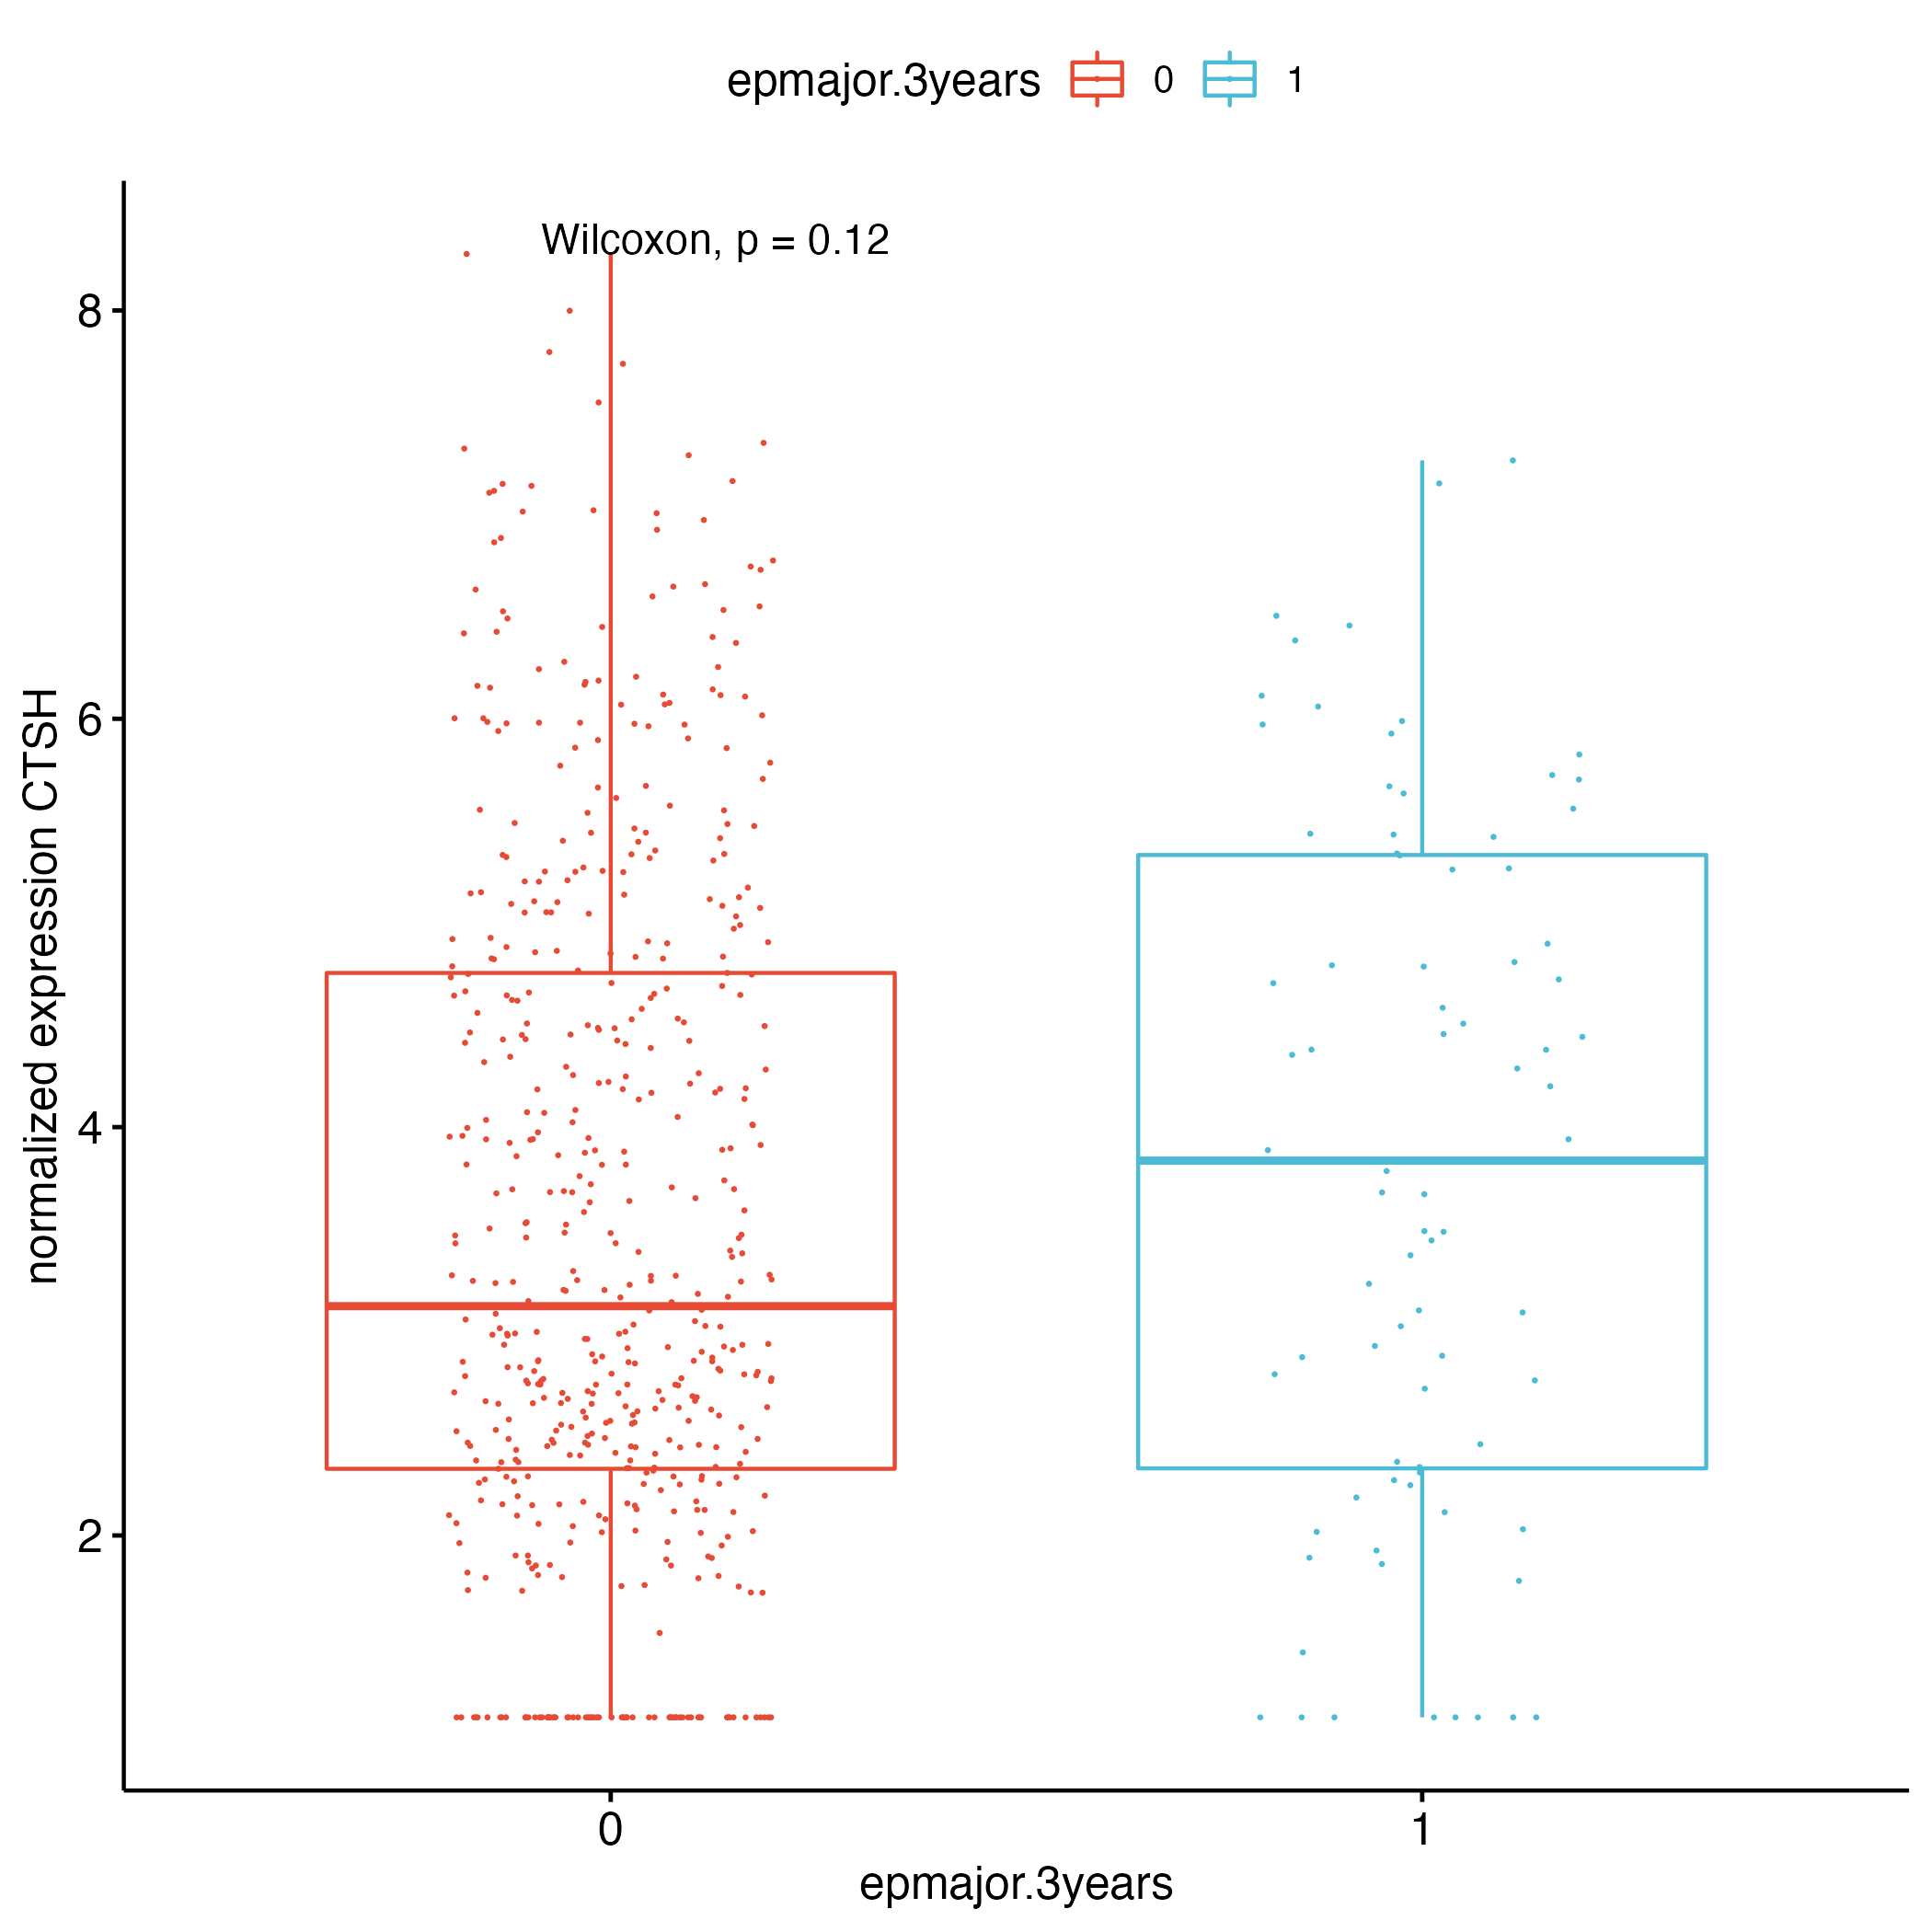 epmajor.3years 0 1
Wilcoxon, p = 0.12
8
6
4
2
normalized expression CTSH
0 1
epmajor.3years